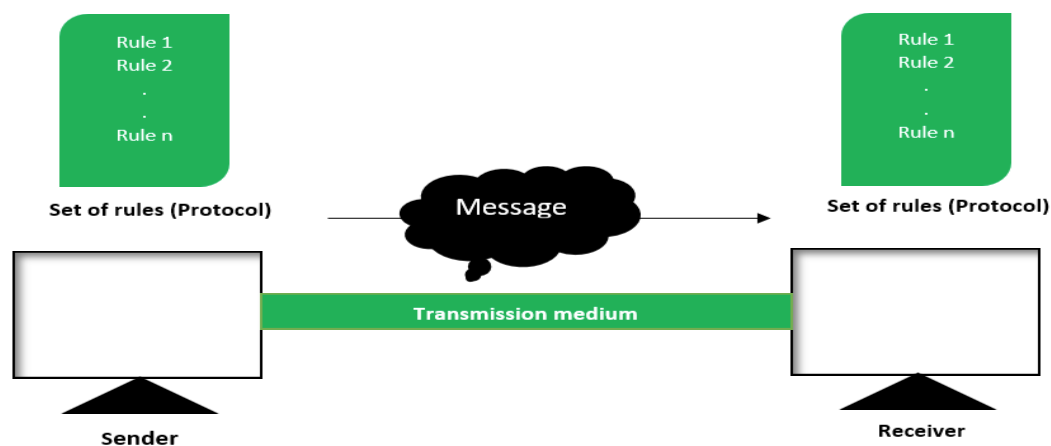 Rule 1
Rule 2
.
.
Rule n
Set of rules (Protocol)
Rule 1
Rule 2
.
.
Rule n
Set of rules (Protocol)
Message
Transmission medium
Sender
Receiver